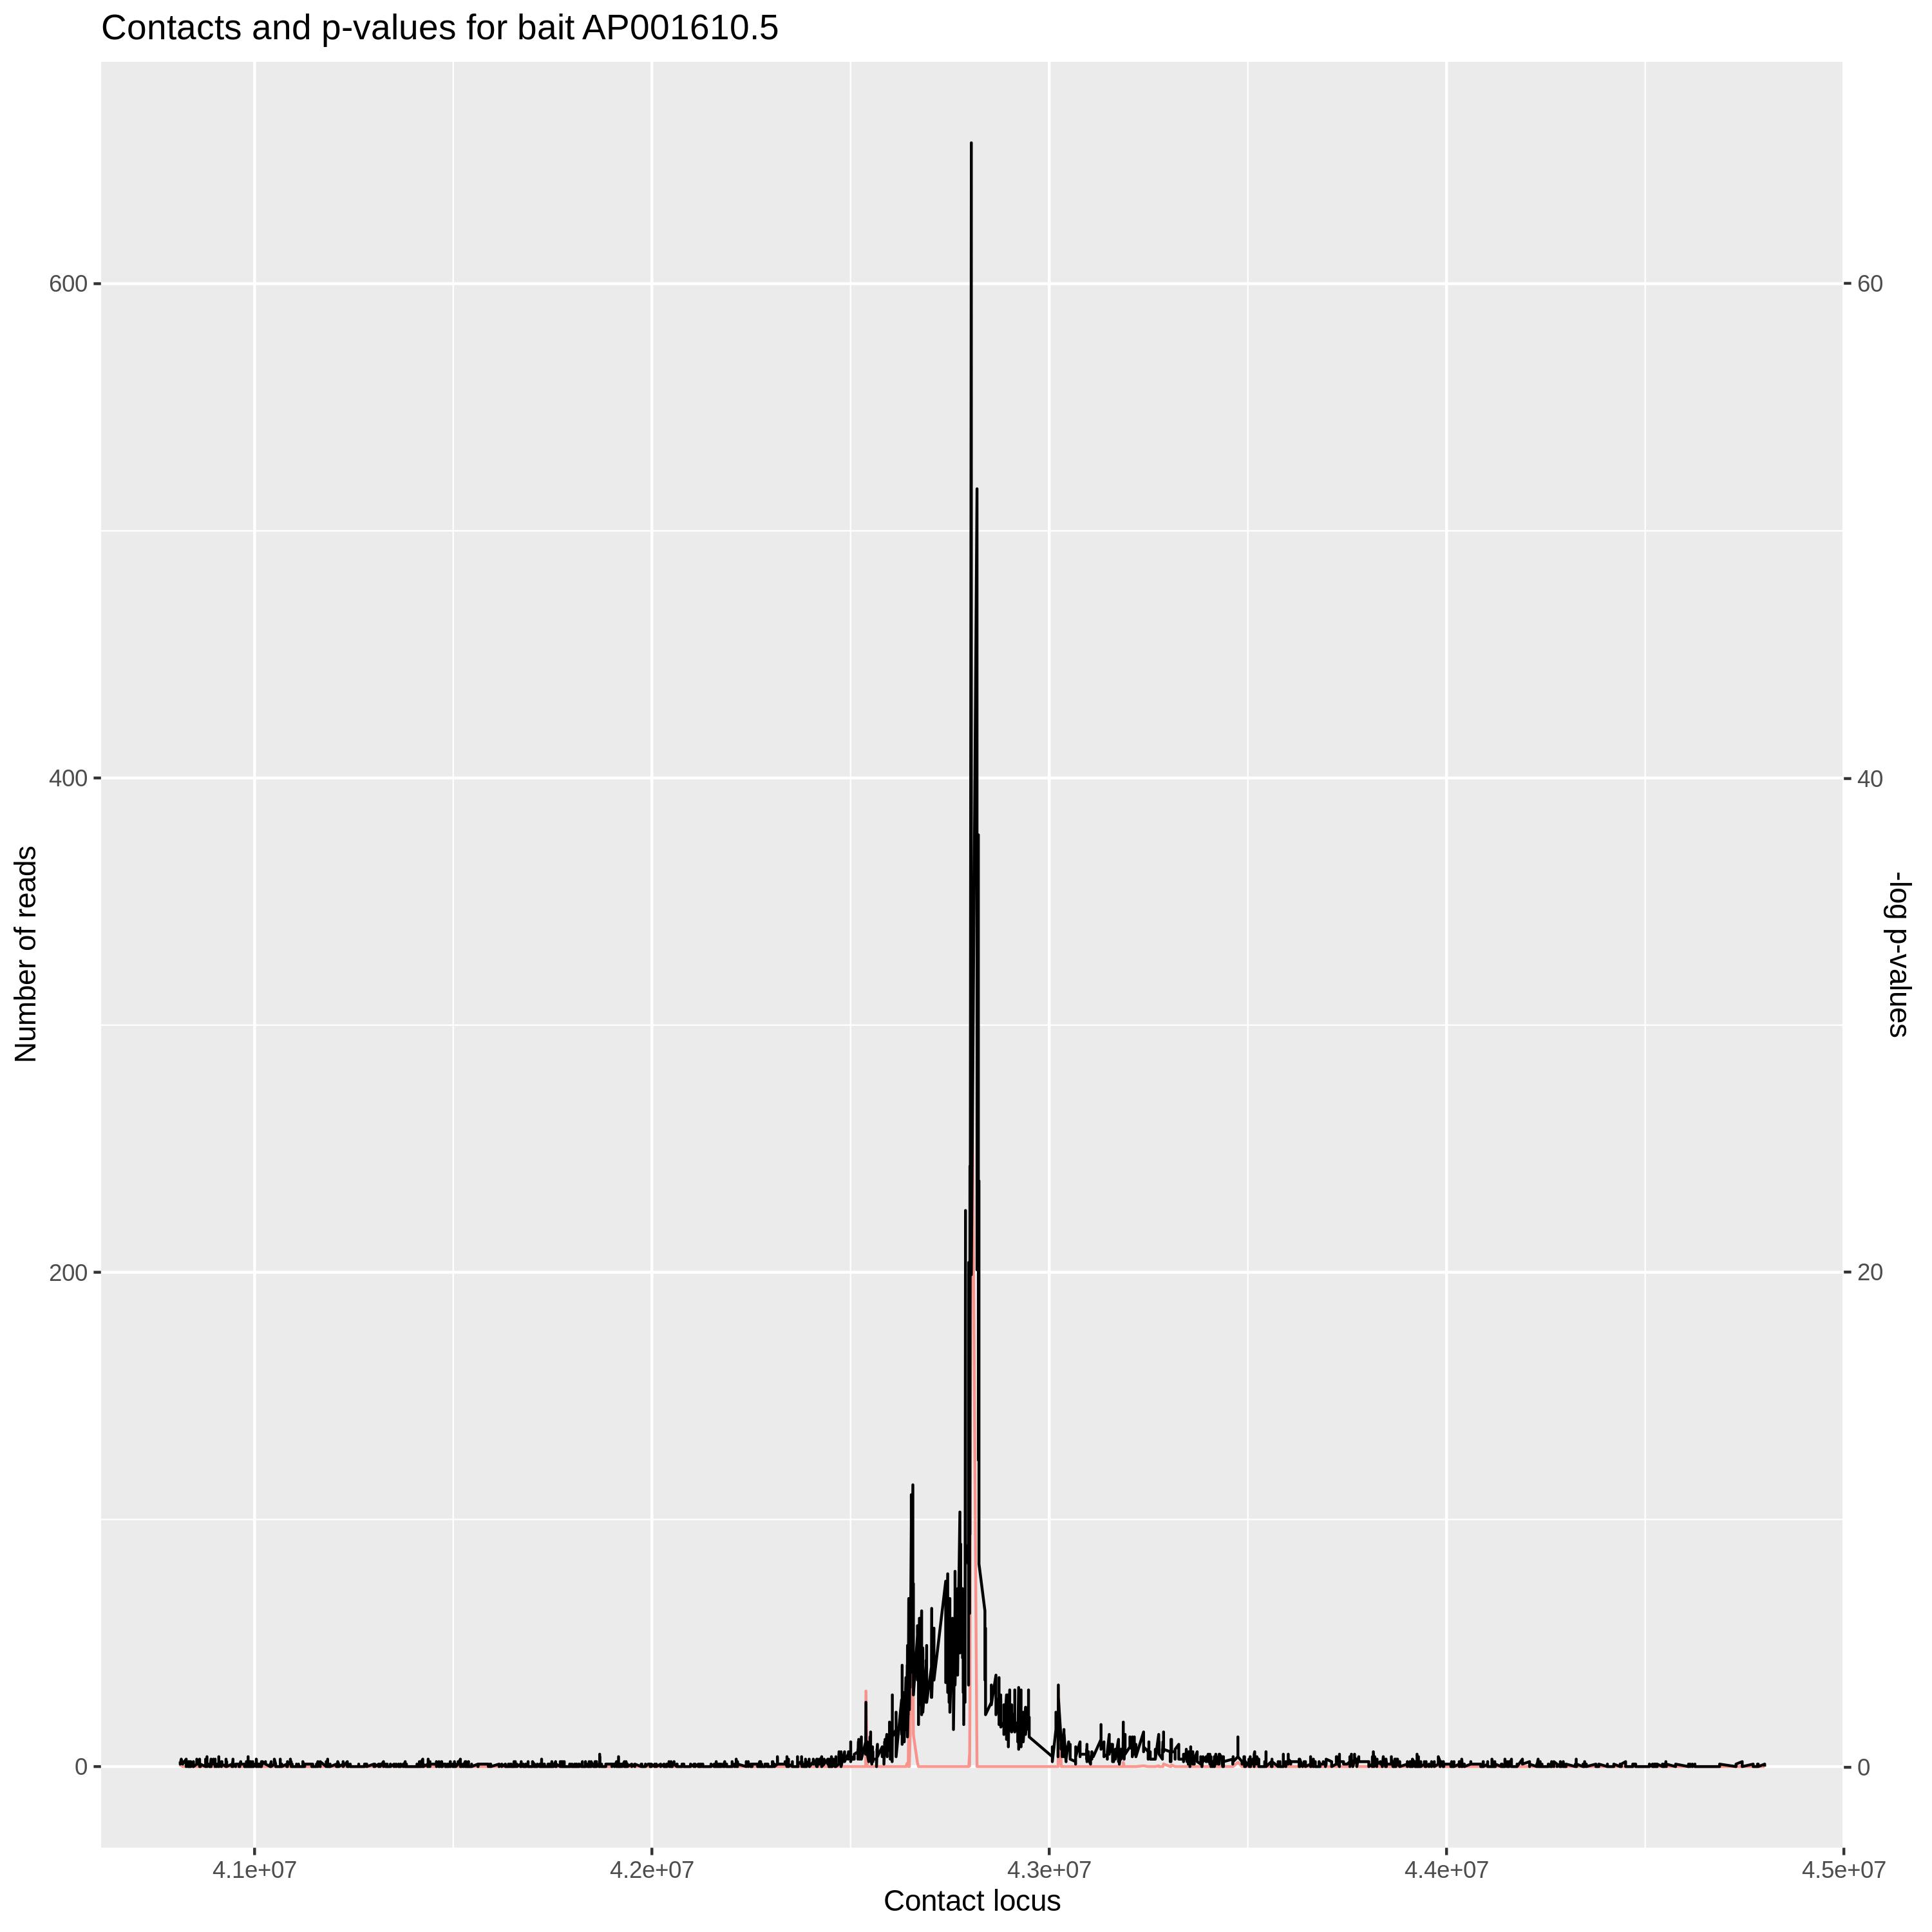 Contacts and p-values for bait AP001610.5
600
400
200
0
60
40
20
0
Number of reads
-log p-values
4.1e+07
4.2e+07
4.3e+07
4.4e+07
4.5e+07
Contact locus